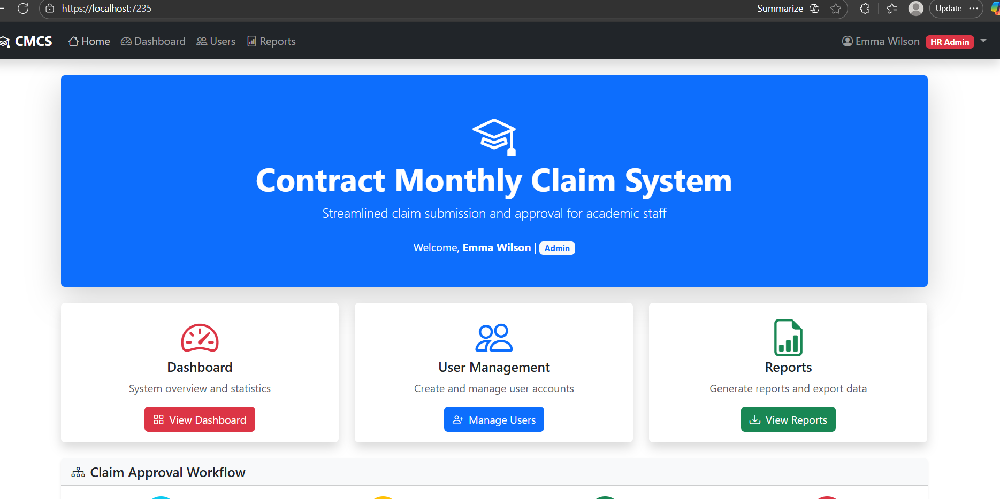 https://localhost:7235
Summarize
Update
CMCS
Home
Dashboard
Users
Reports
Emma Wilson
HR Admin
Contract Monthly Claim System
Streamlined claim submission and approval for academic staff
Welcome, Emma Wilson | Admin
Dashboard
System overview and statistics
View Dashboard
User Management
Create and manage user accounts
Manage Users
Reports
Generate reports and export data
View Reports
Claim Approval Workflow